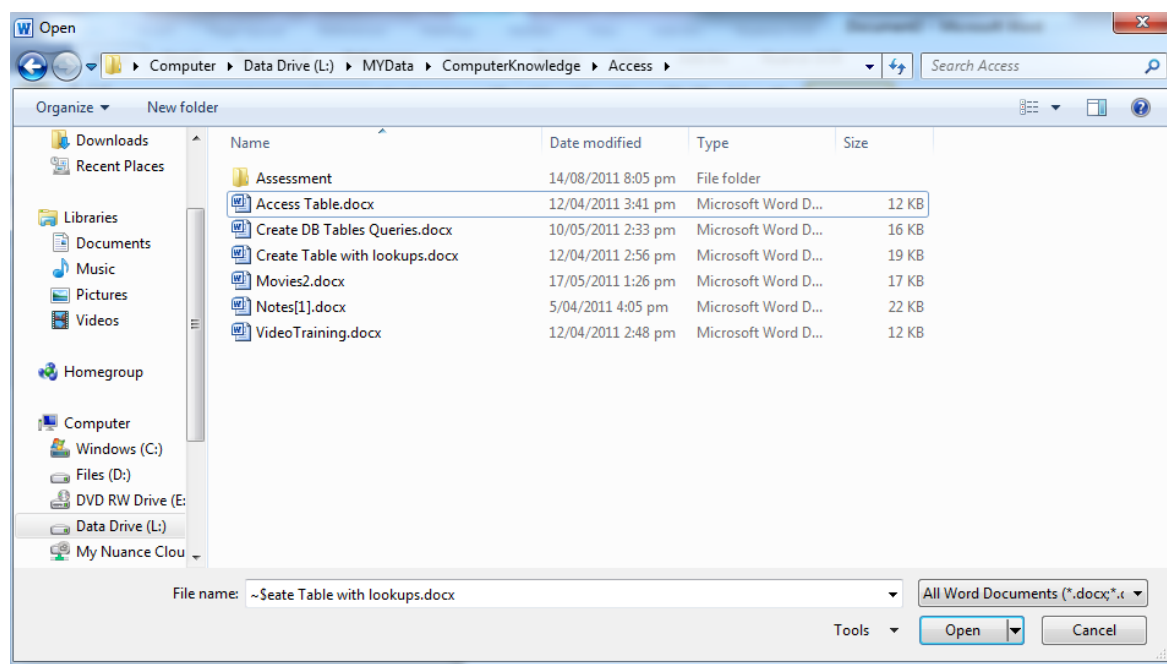 Open
Computer Data Drive (L:) MYData ComputerKnowledge Access Search Access
Organize New folder
Downloads
Recent Places
Libraries
Documents
Music
Pictures
Videos
Homegroup
Computer
Windows (C:)
Files (D:)
DVD RW Drive (E:
Data Drive (L:)
My Nuance Clou
Name Date modified Type Size
Assessment 14/08/2011 8:05 pm File folder
Access Table.docx 12/04/2011 3:41 pm Microsoft Word D... 12 KB
Create DB Tables Queries.docx 10/05/2011 2:33 pm Microsoft Word D... 16 KB
Create Table with lookups.docx 12/04/2011 2:56 pm Microsoft Word D... 19 KB
Movies2.docx 17/05/2011 1:26 pm Microsoft Word D... 17 KB
Notes[1].docx 5/04/2011 4:05 pm Microsoft Word D... 22 KB
VideoTraining.docx 12/04/2011 2:48 pm Microsoft Word D... 12 KB
File name: ~$eate Table with lookups.docx All Word Documents (*.docx;*.c
Tools Open Cancel